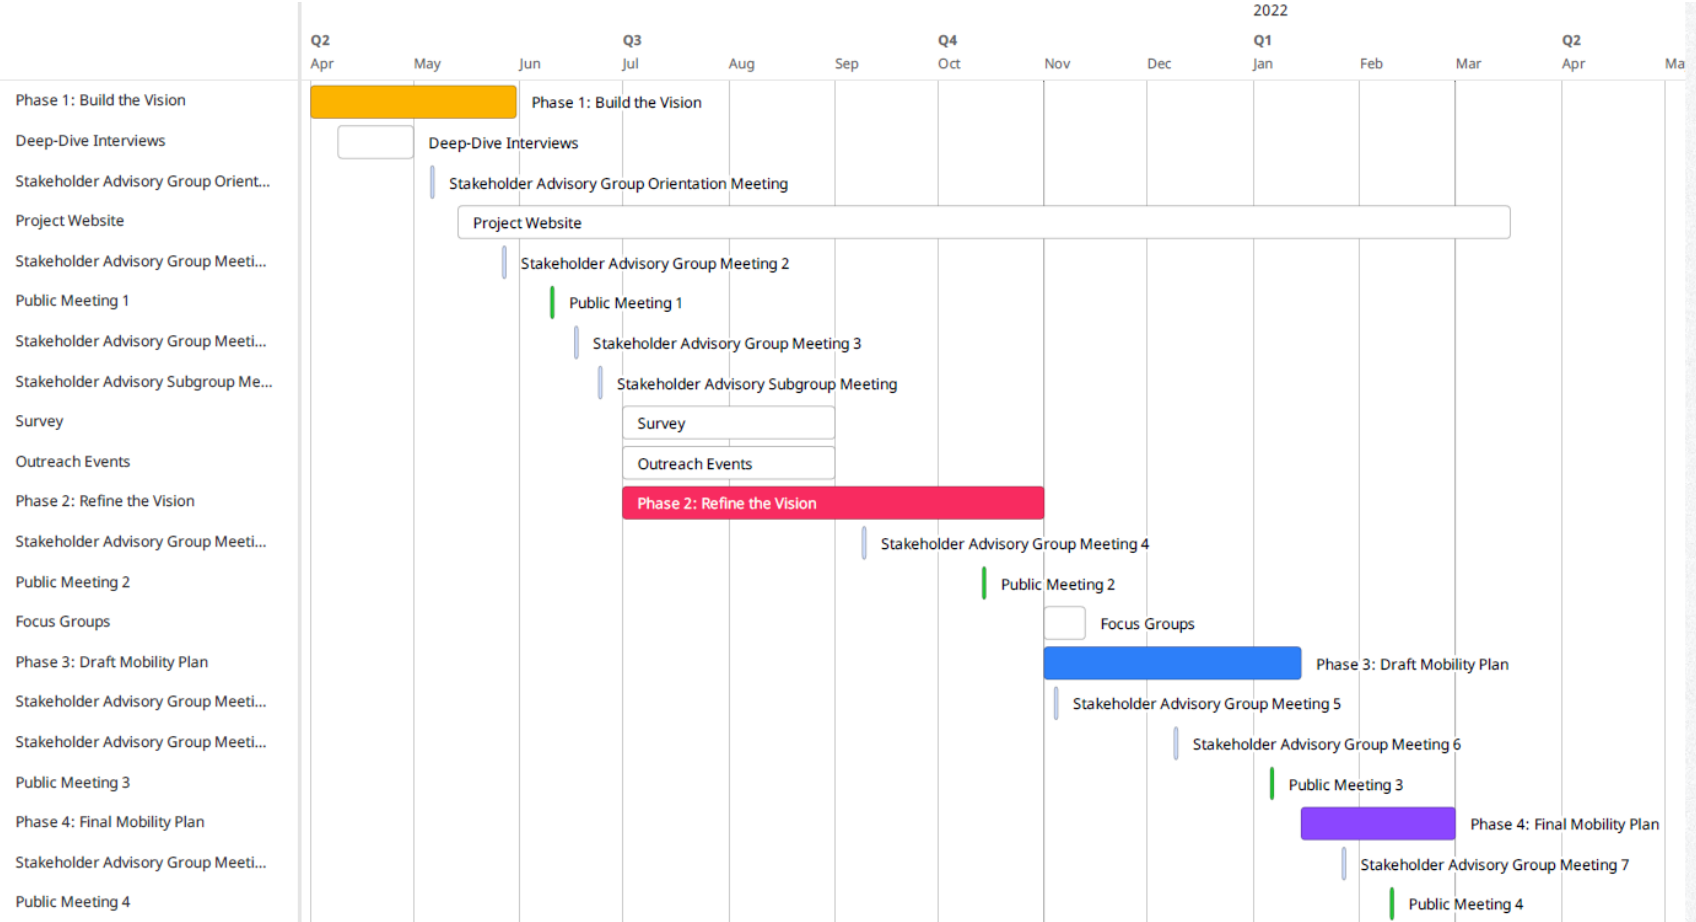 2022
Q2 Q3 Q4 Q1 Q2
Apr May Jun Jul Aug Sep Oct Nov Dec Jan Feb Mar Apr Ma
Phase 1: Build the Vision Phase 1: Build the Vision
Deep-Dive Interviews Deep-Dive Interviews
Stakeholder Advisory Group Orient... Stakeholder Advisory Group Orientation Meeting
Project Website Project Website
Stakeholder Advisory Group Meeti... Stakeholder Advisory Group Meeting 2
Public Meeting 1 Public Meeting 1
Stakeholder Advisory Group Meeti... Stakeholder Advisory Group Meeting 3
Stakeholder Advisory Subgroup Me... Stakeholder Advisory Subgroup Meeting
Survey Survey
Outreach Events Outreach Events
Phase 2: Refine the Vision Phase 2: Refine the Vision
Stakeholder Advisory Group Meeti... Stakeholder Advisory Group Meeting 4
Public Meeting 2 Public Meeting 2
Focus Groups Focus Groups
Phase 3: Draft Mobility Plan Phase 3: Draft Mobility Plan
Stakeholder Advisory Group Meeti... Stakeholder Advisory Group Meeting 5
Stakeholder Advisory Group Meeti... Stakeholder Advisory Group Meeting 6
Public Meeting 3 Public Meeting 3
Phase 4: Final Mobility Plan Phase 4: Final Mobility Plan
Stakeholder Advisory Group Meeti... Stakeholder Advisory Group Meeting 7
Public Meeting 4 Public Meeting 4